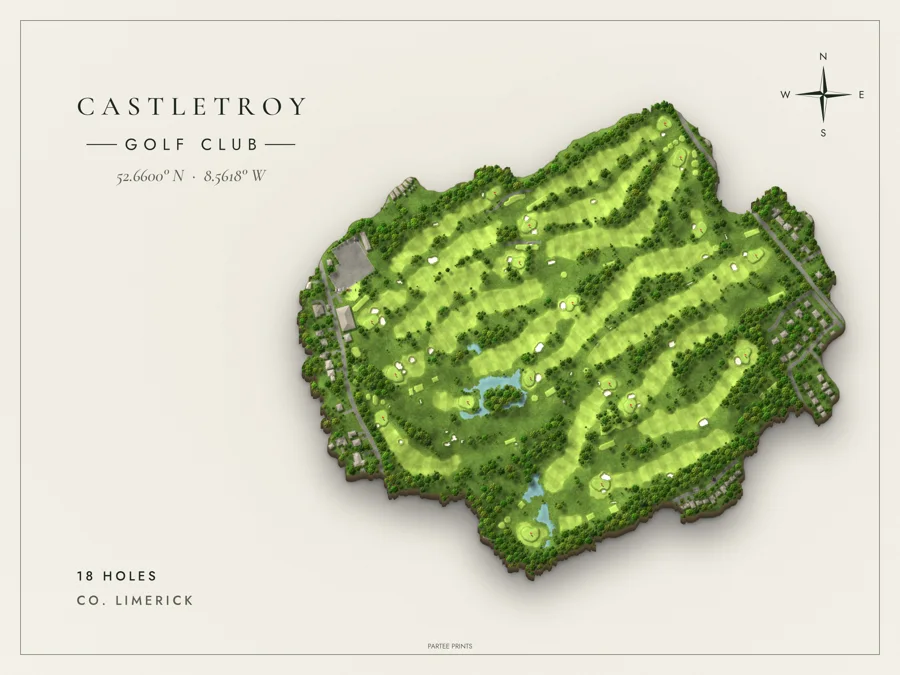 CASTLETROY
GOLF CLUB
52.6600° N · 8.5618° W
N
W E
S
18 HOLES
CO. LIMERICK
PARTEE PRINTS